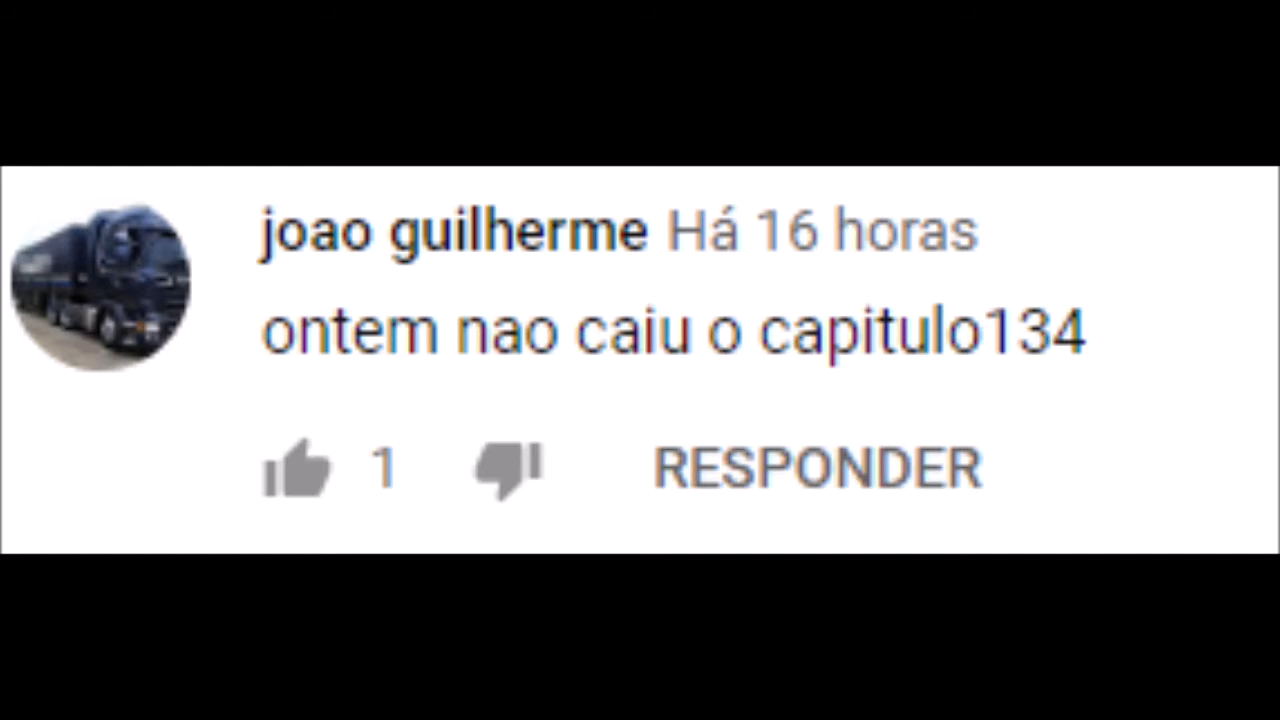 joao guilherme Há 16 horas
ontem nao caiu o capitulo134
1 RESPONDER